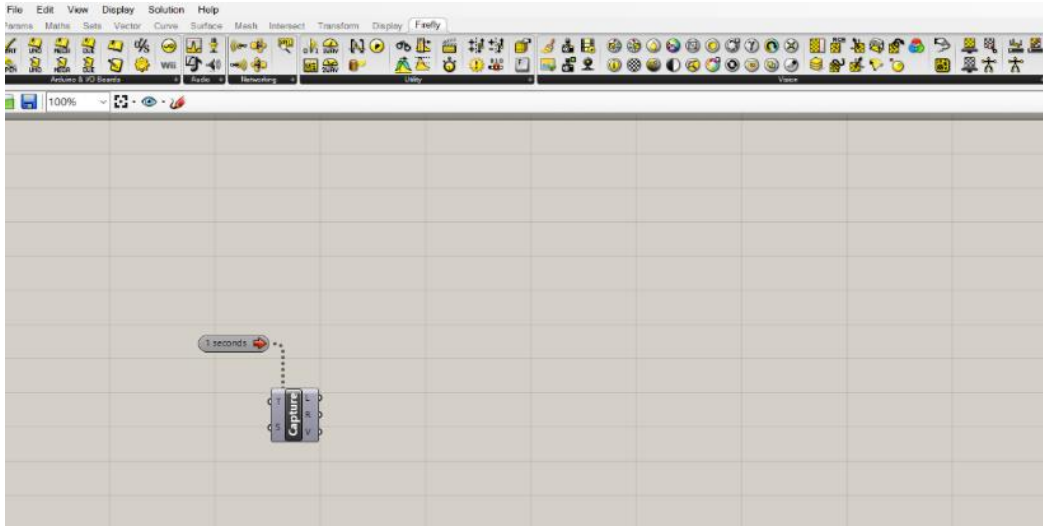 File Edit View Display Solution Help
Params Maths Sets Vector Curve Surface Mesh Intersect Transform Display Firefly
Wii
Arduino & I/O Boards Audio Networking Utility Vision
100%
1 seconds
T L
Capture
R
S V